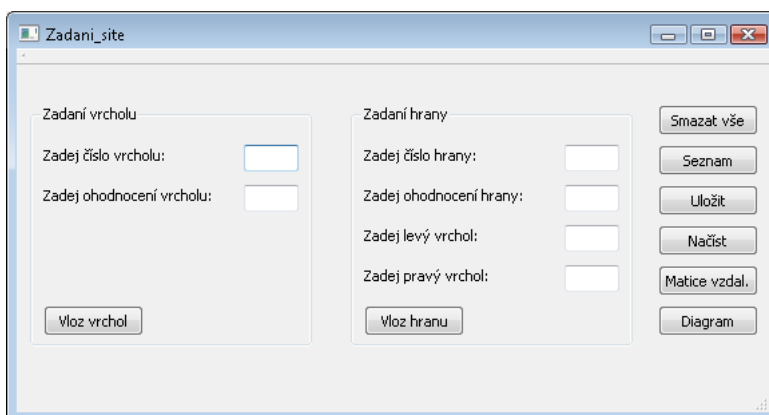 Zadani_site
Zadaní vrcholu
Zadej číslo vrcholu:
Zadej ohodnocení vrcholu:
Vloz vrchol
Zadaní hrany
Zadej číslo hrany:
Zadej ohodnocení hrany:
Zadej levý vrchol:
Zadej pravý vrchol:
Vloz hranu
Smazat vše
Seznam
Uložit
Načíst
Matice vzdal.
Diagram